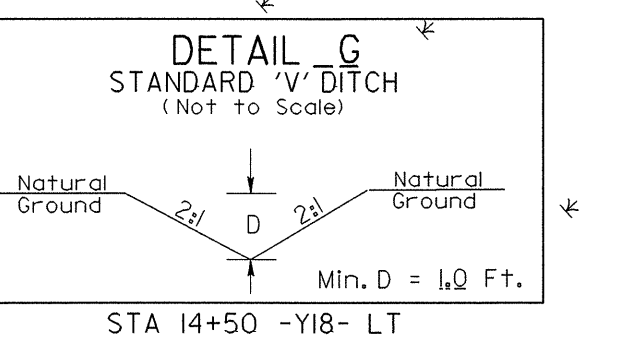 DETAIL G
STANDARD 'V' DITCH
(Not to Scale)
Natural
Ground
2:1
D
2:1
Natural
Ground
Min. D = 1.0 Ft.
STA 14+50 -Y18- LT